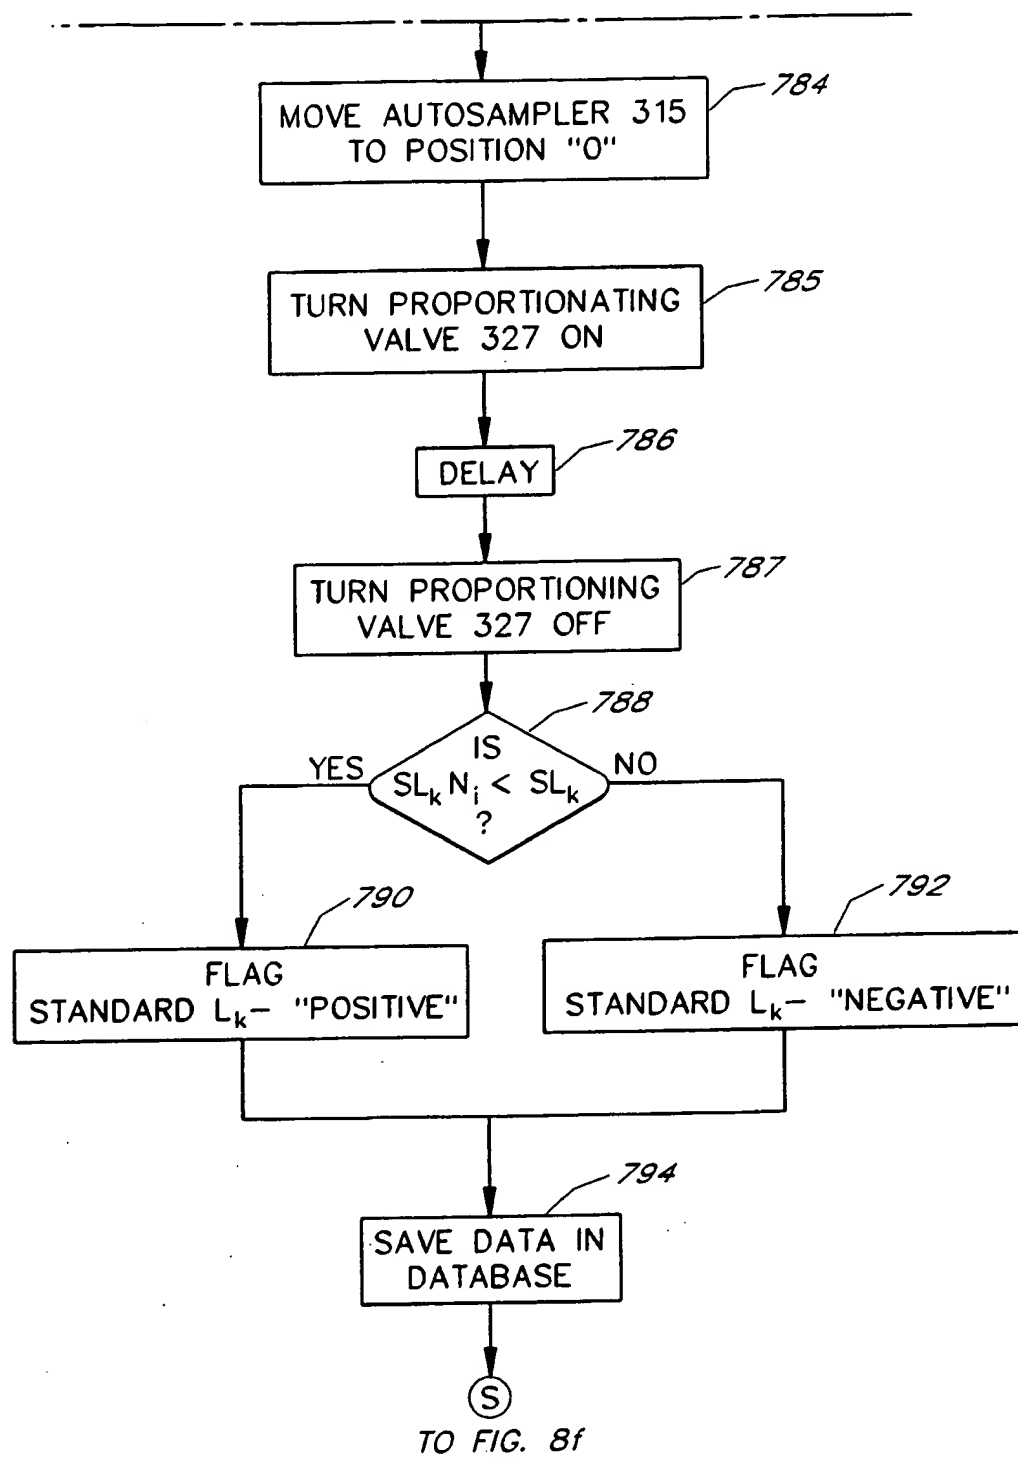 784
MOVE AUTOSAMPLER 315
TO POSITION "0"
785
TURN PROPORTIONATING
VALVE 327 ON
786
DELAY
787
TURN PROPORTIONING
VALVE 327 OFF
788
IS
YES
NO
SLk Ni < SLk
?
790
792
FLAG
STANDARD Lk– "POSITIVE"
FLAG
STANDARD Lk– "NEGATIVE"
794
SAVE DATA IN
DATABASE
S
TO FIG. 8f